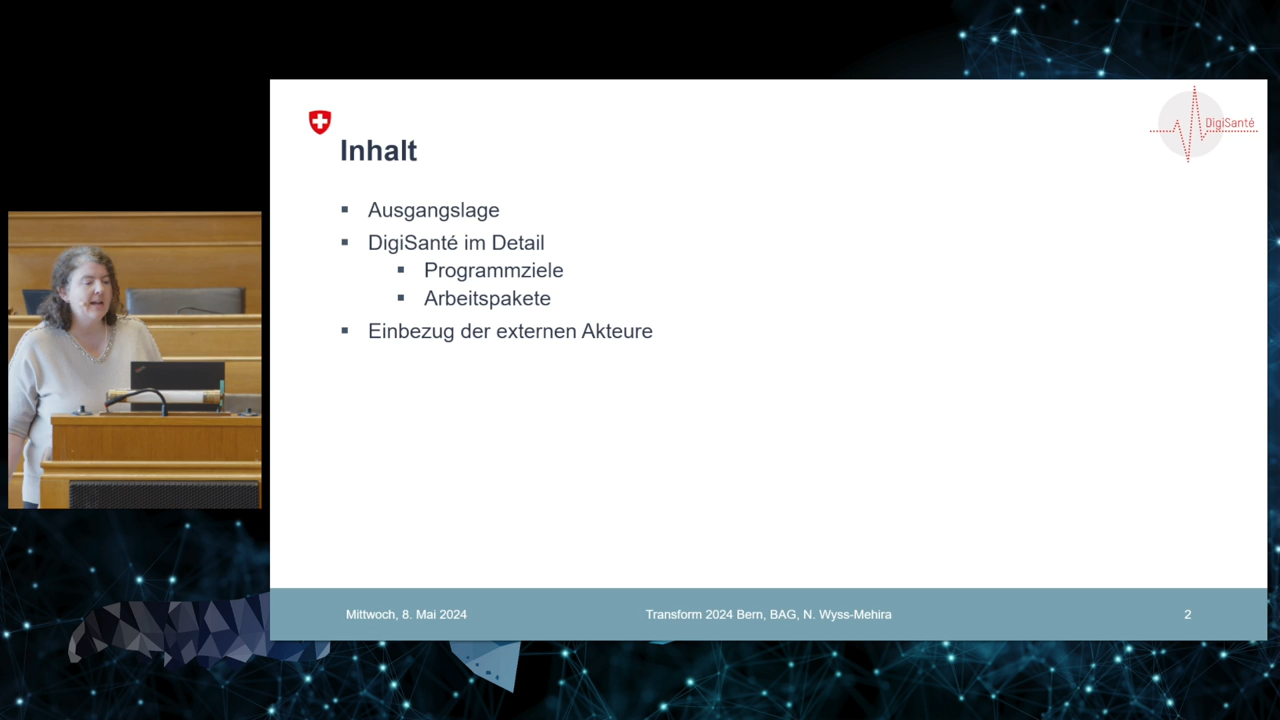 DigiSanté
Inhalt
Ausgangslage
DigiSanté im Detail
Programmziele
Arbeitspakete
Einbezug der externen Akteure
Mittwoch, 8. Mai 2024
Transform 2024 Bern, BAG, N. Wyss-Mehira
2